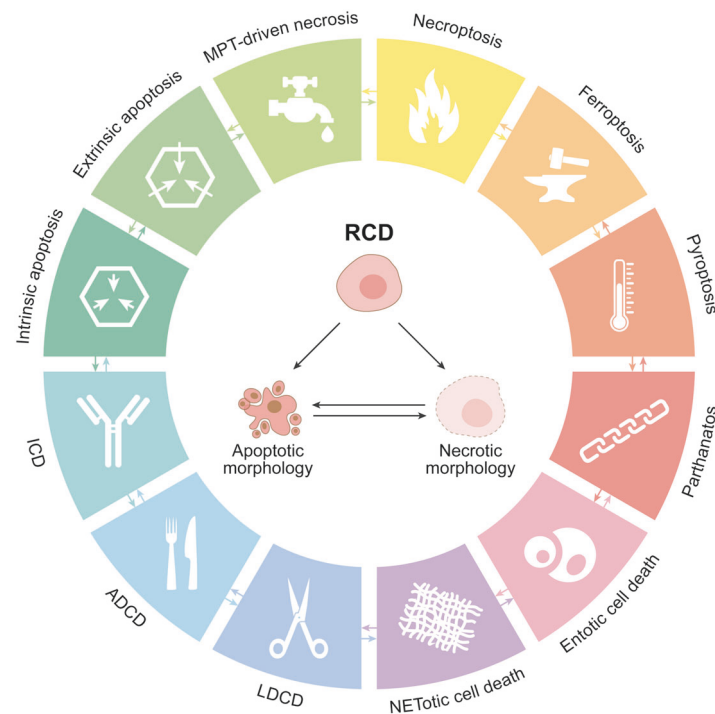 MPT-driven necrosis
Necroptosis
Extrinsic apoptosis
Ferroptosis
Intrinsic apoptosis
Pyroptosis
RCD
Apoptotic
morphology
Necrotic
morphology
ICD
Parthanatos
ADCD
Entotic cell death
LDCD
NETotic cell death